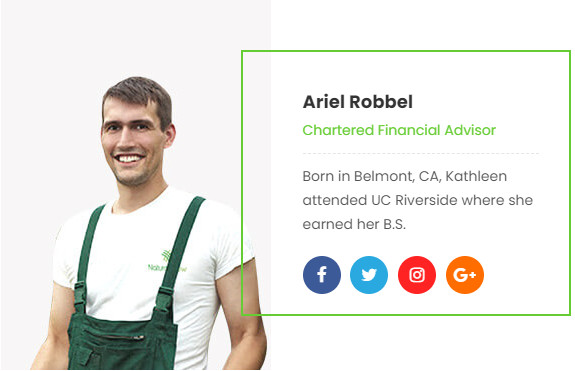 Ariel Robbel
Chartered Financial Advisor
Born in Belmont, CA, Kathleen
attended UC Riverside where she
earned her B.S.
f
G+